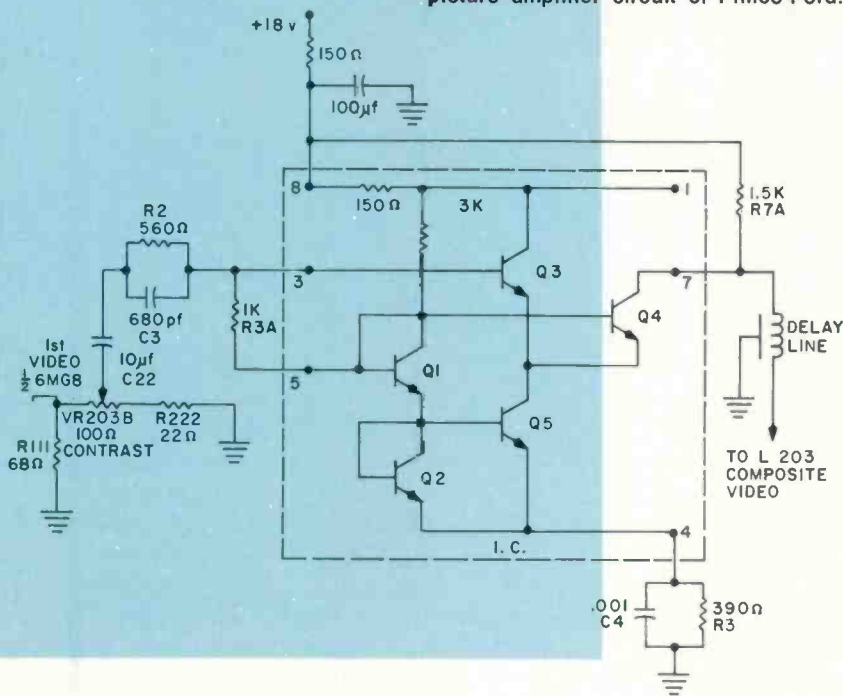 picture amplifier circuit of Philco-Ford.
+18 v
150Ω
100μf
8
150Ω
3K
1
1.5K
R7A
R2
560Ω
3
Q3
7
680pf
C3
1K
R3A
Q4
DELAY
LINE
1st
VIDEO
½ 6MG8
10μf
C22
5
Q1
VR203B
100Ω
CONTRAST
R222
22Ω
R111
68Ω
Q5
Q2
TO L 203
COMPOSITE
VIDEO
4
I.C.
.001
C4
390Ω
R3